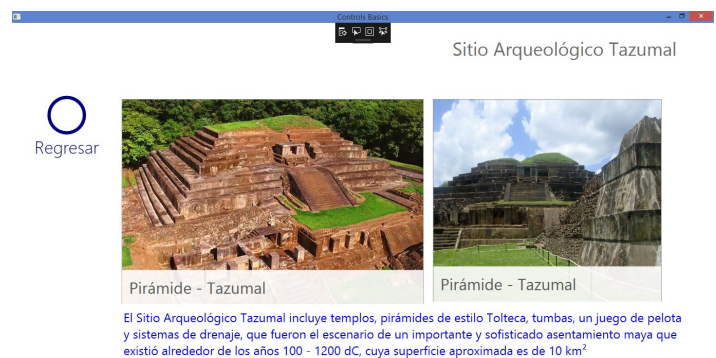 Controls Basics
Sitio Arqueológico Tazumal
Regresar
Pirámide - Tazumal
Pirámide - Tazumal
El Sitio Arqueológico Tazumal incluye templos, pirámides de estilo Tolteca, tumbas, un juego de pelota
y sistemas de drenaje, que fueron el escenario de un importante y sofisticado asentamiento maya que
existió alrededor de los años 100 - 1200 dC, cuya superficie aproximada es de 10 km²